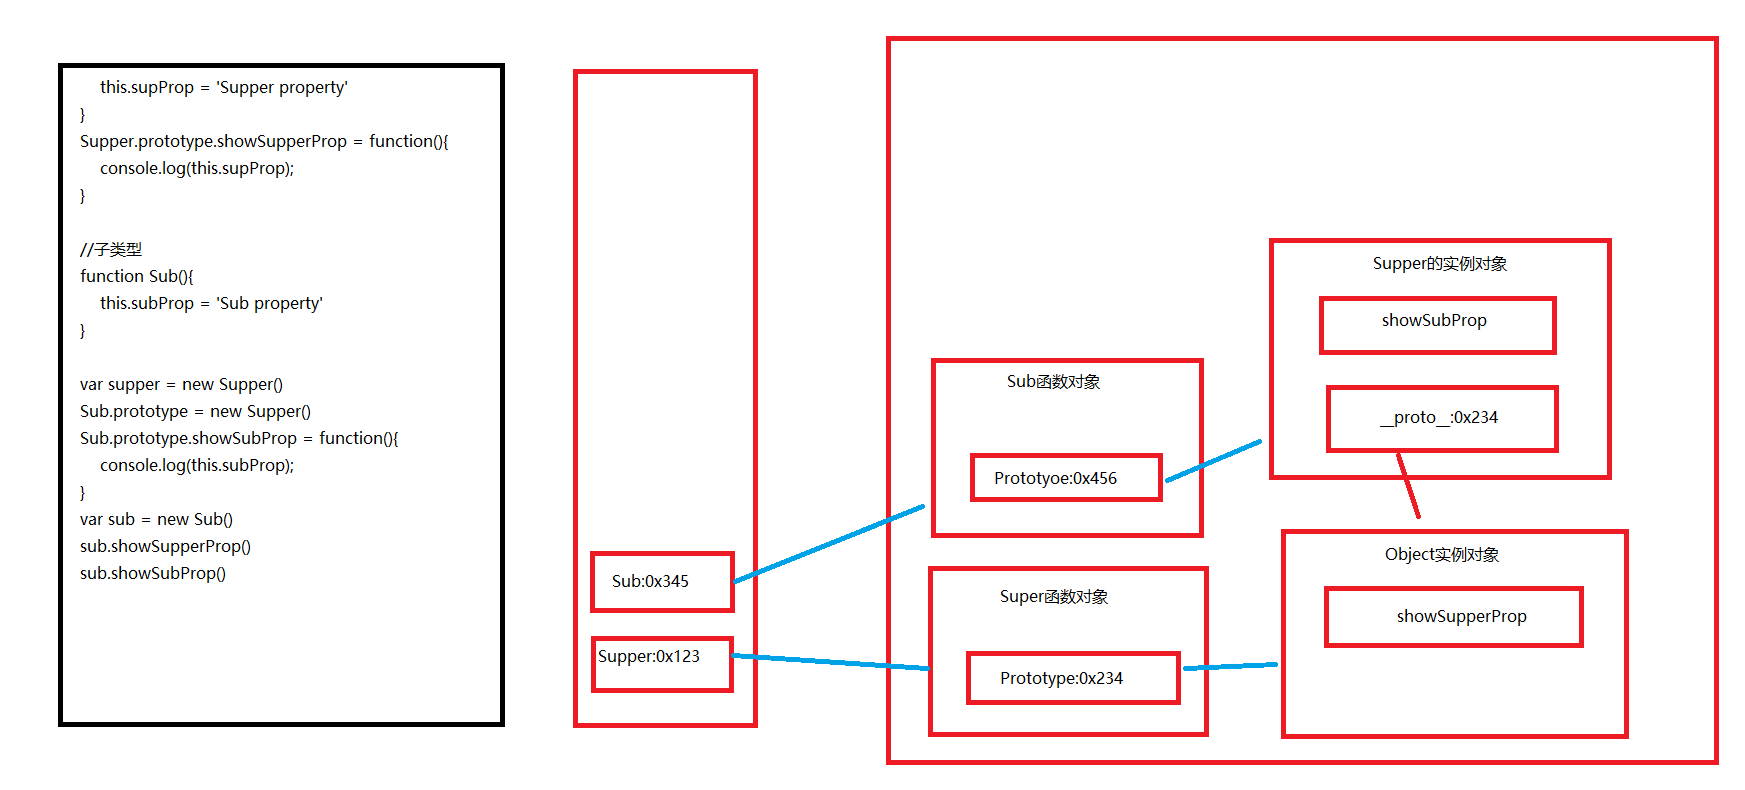 this.supProp = 'Supper property'
}
Supper.prototype.showSupperProp = function(){
console.log(this.supProp);
}
//子类型
function Sub(){
this.subProp = 'Sub property'
}
var supper = new Supper()
Sub.prototype = new Supper()
Sub.prototype.showSubProp = function(){
console.log(this.subProp);
}
var sub = new Sub()
sub.showSupperProp()
sub.showSubProp()
Sub:0x345
Supper:0x123
Sub函数对象
Prototyoe:0x456
Super函数对象
Prototype:0x234
Supper的实例对象
showSubProp
__proto__:0x234
Object实例对象
showSupperProp